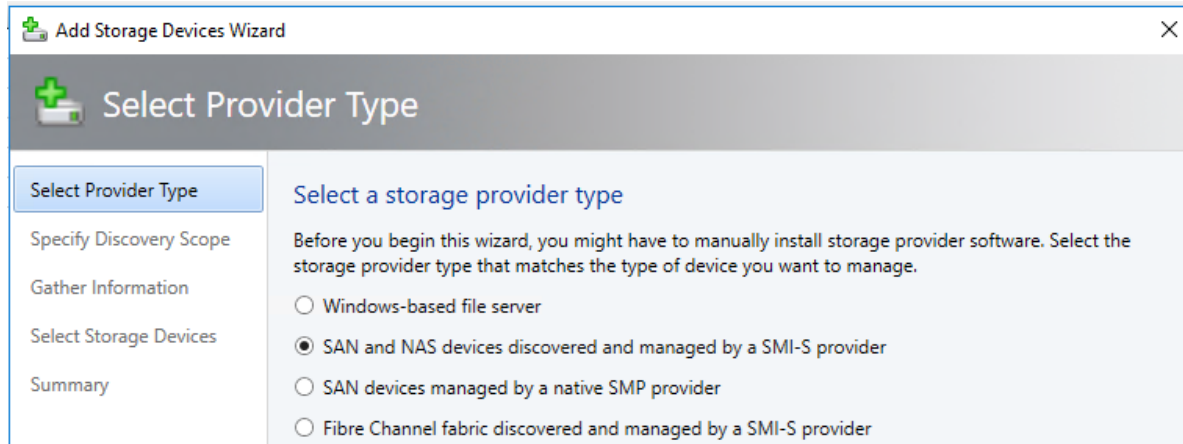 Add Storage Devices Wizard
Select Provider Type
Select Provider Type
Specify Discovery Scope
Gather Information
Select Storage Devices
Summary
Select a storage provider type
Before you begin this wizard, you might have to manually install storage provider software. Select the
storage provider type that matches the type of device you want to manage.
Windows-based file server
SAN and NAS devices discovered and managed by a SMI-S provider
SAN devices managed by a native SMP provider
Fibre Channel fabric discovered and managed by a SMI-S provider